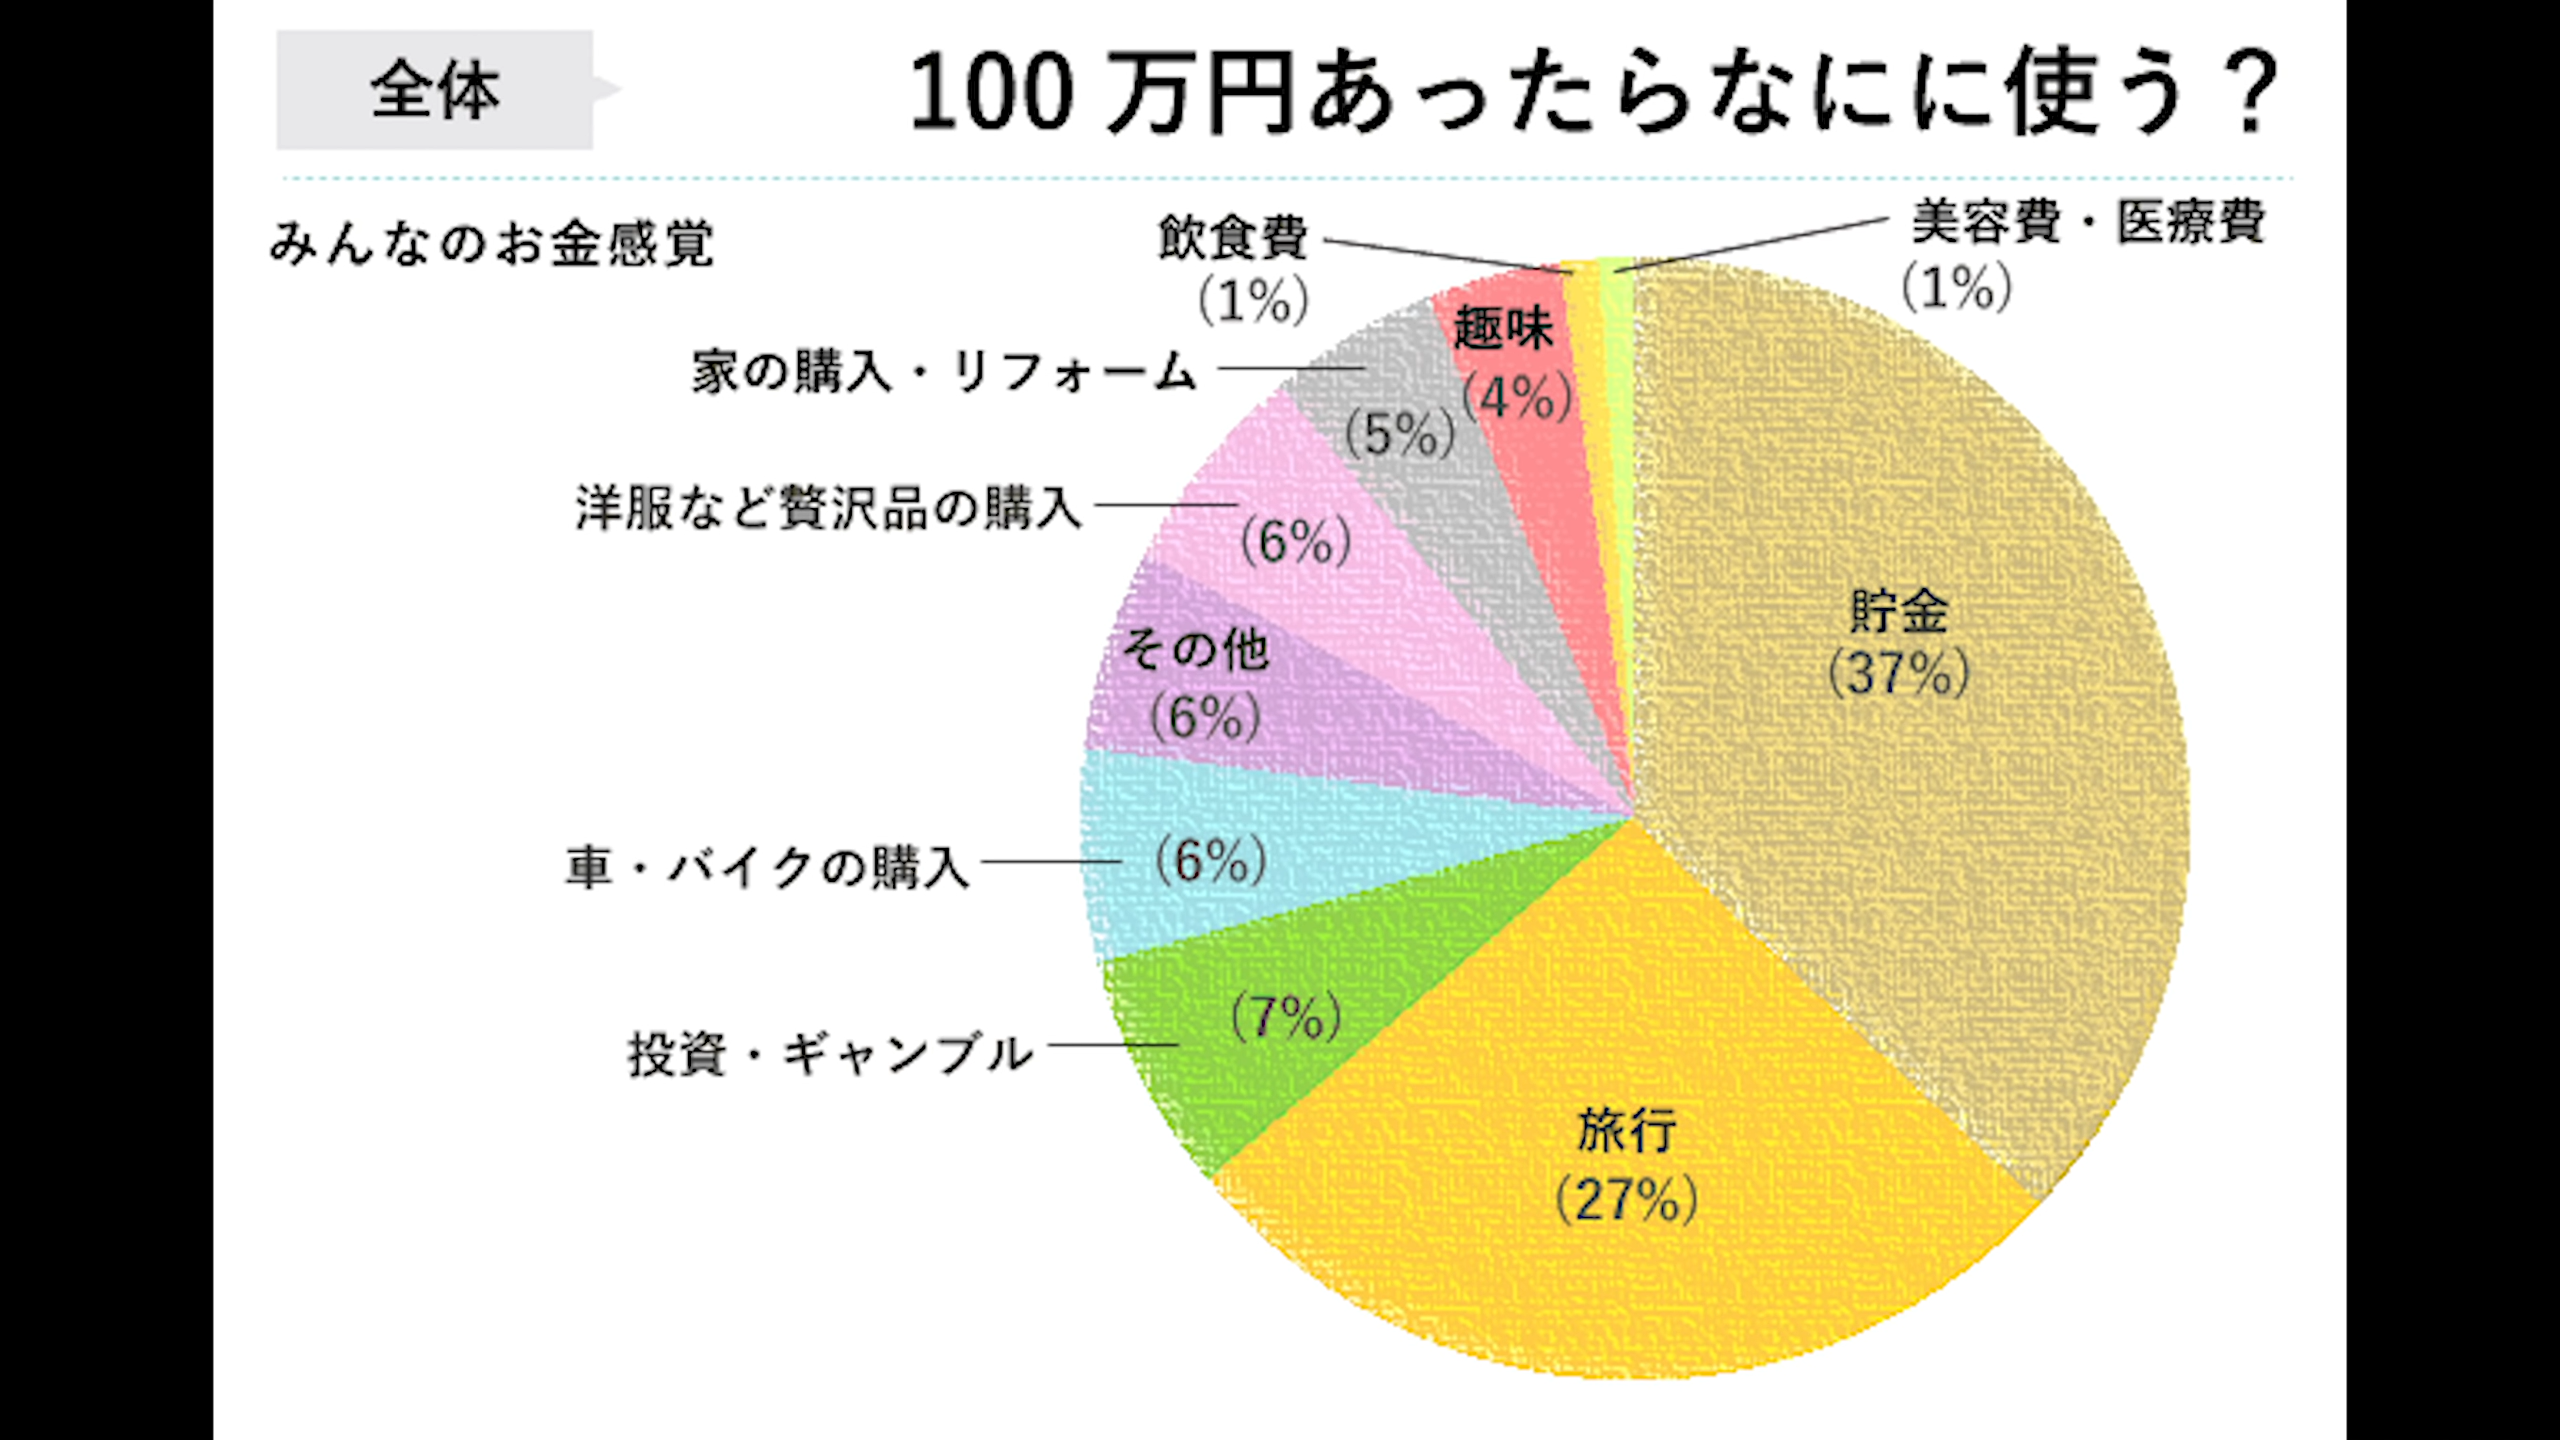 全体
100 万円あったらなにに使う？
みんなのお金感覚
飲食費
(1%)
美容費・医療費
(1%)
家の購入・リフォーム
(5%)
趣味
(4%)
洋服など贅沢品の購入
(6%)
その他
(6%)
車・バイクの購入
(6%)
投資・ギャンブル
(7%)
貯金
(37%)
旅行
(27%)